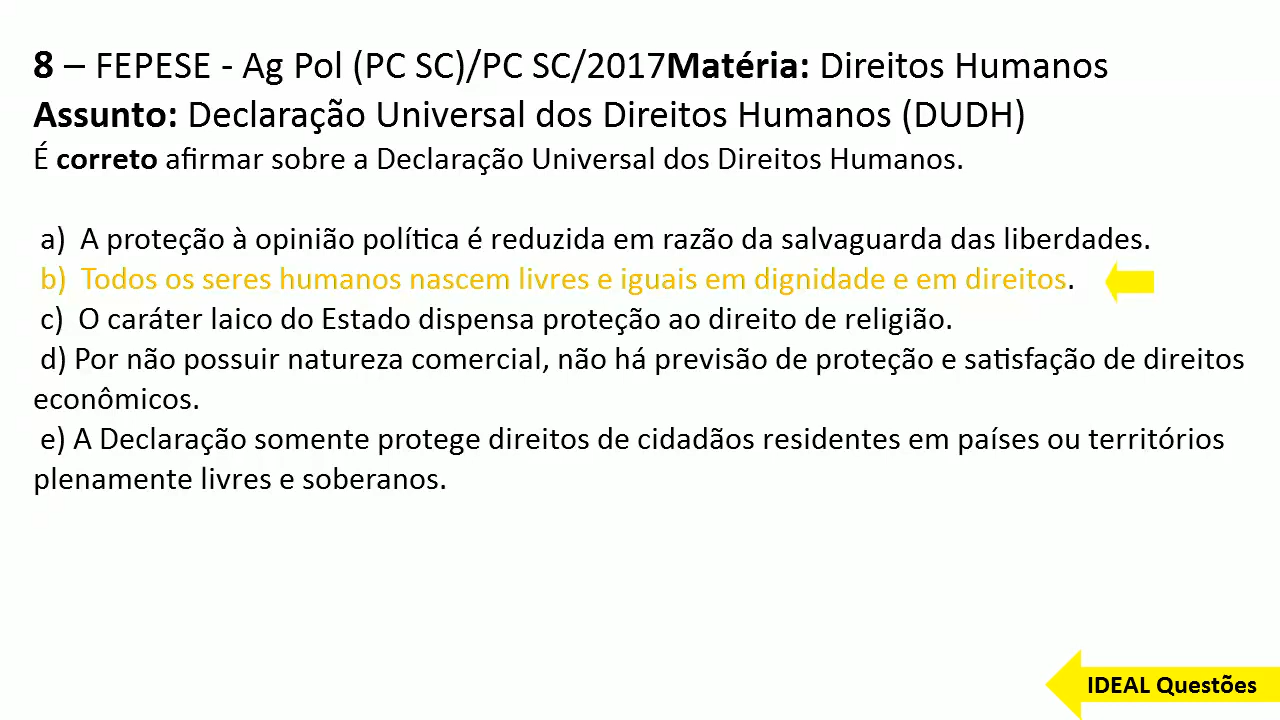 8 – FEPESE - Ag Pol (PC SC)/PC SC/2017Matéria: Direitos Humanos
Assunto: Declaração Universal dos Direitos Humanos (DUDH)
É correto afirmar sobre a Declaração Universal dos Direitos Humanos.
a) A proteção à opinião política é reduzida em razão da salvaguarda das liberdades.
b) Todos os seres humanos nascem livres e iguais em dignidade e em direitos.
c) O caráter laico do Estado dispensa proteção ao direito de religião.
d) Por não possuir natureza comercial, não há previsão de proteção e satisfação de direitos
econômicos.
e) A Declaração somente protege direitos de cidadãos residentes em países ou territórios
plenamente livres e soberanos.
IDEAL Questões